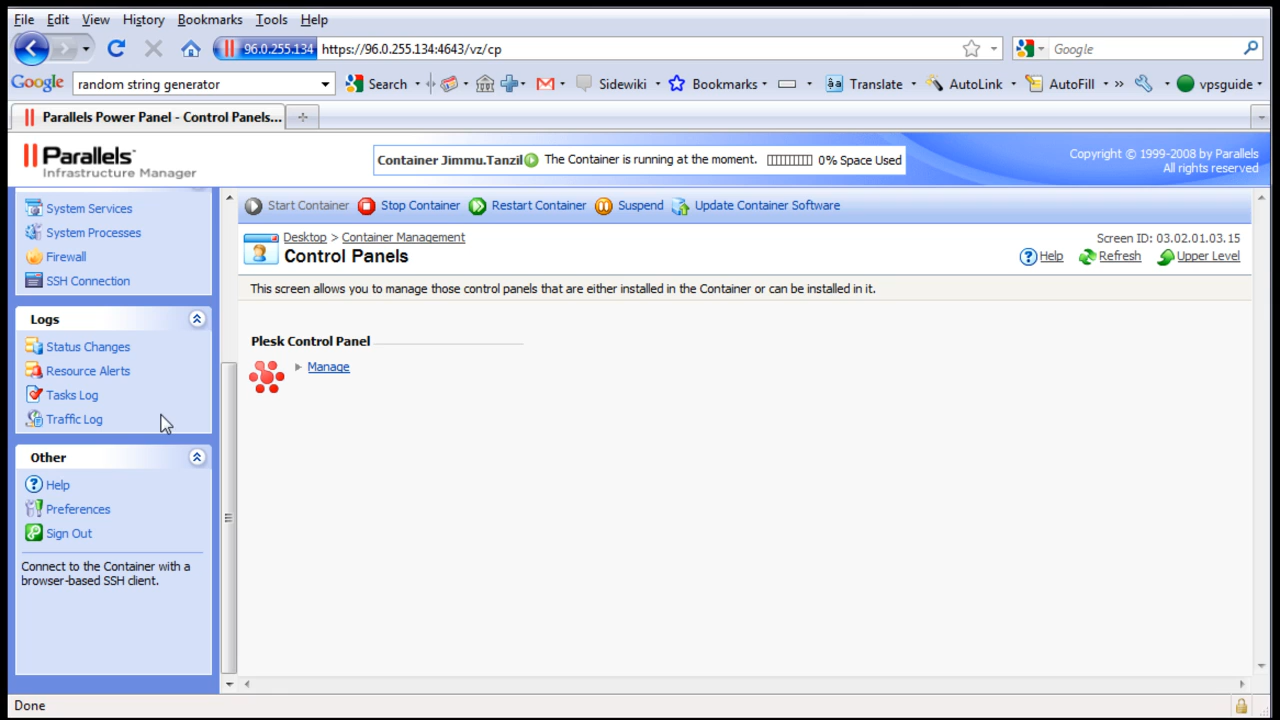 File Edit View History Bookmarks Tools Help
96.0.255.134 https://96.0.255.134:4643/vz/cp Google
Google random string generator Search Sidewiki Bookmarks Translate AutoLink AutoFill vpsguide
Parallels Power Panel - Control Panels...
Parallels
Infrastructure Manager
Container Jimmu.Tanzil The Container is running at the moment. 0% Space Used
Copyright © 1999-2008 by Parallels
All rights reserved
System Services
System Processes
Firewall
SSH Connection
Logs
Status Changes
Resource Alerts
Tasks Log
Traffic Log
Other
Help
Preferences
Sign Out
Connect to the Container with a
browser-based SSH client.
Start Container Stop Container Restart Container Suspend Update Container Software
Desktop > Container Management
Control Panels
Screen ID: 03.02.01.03.15
Help Refresh Upper Level
This screen allows you to manage those control panels that are either installed in the Container or can be installed in it.
Plesk Control Panel
Manage
Done